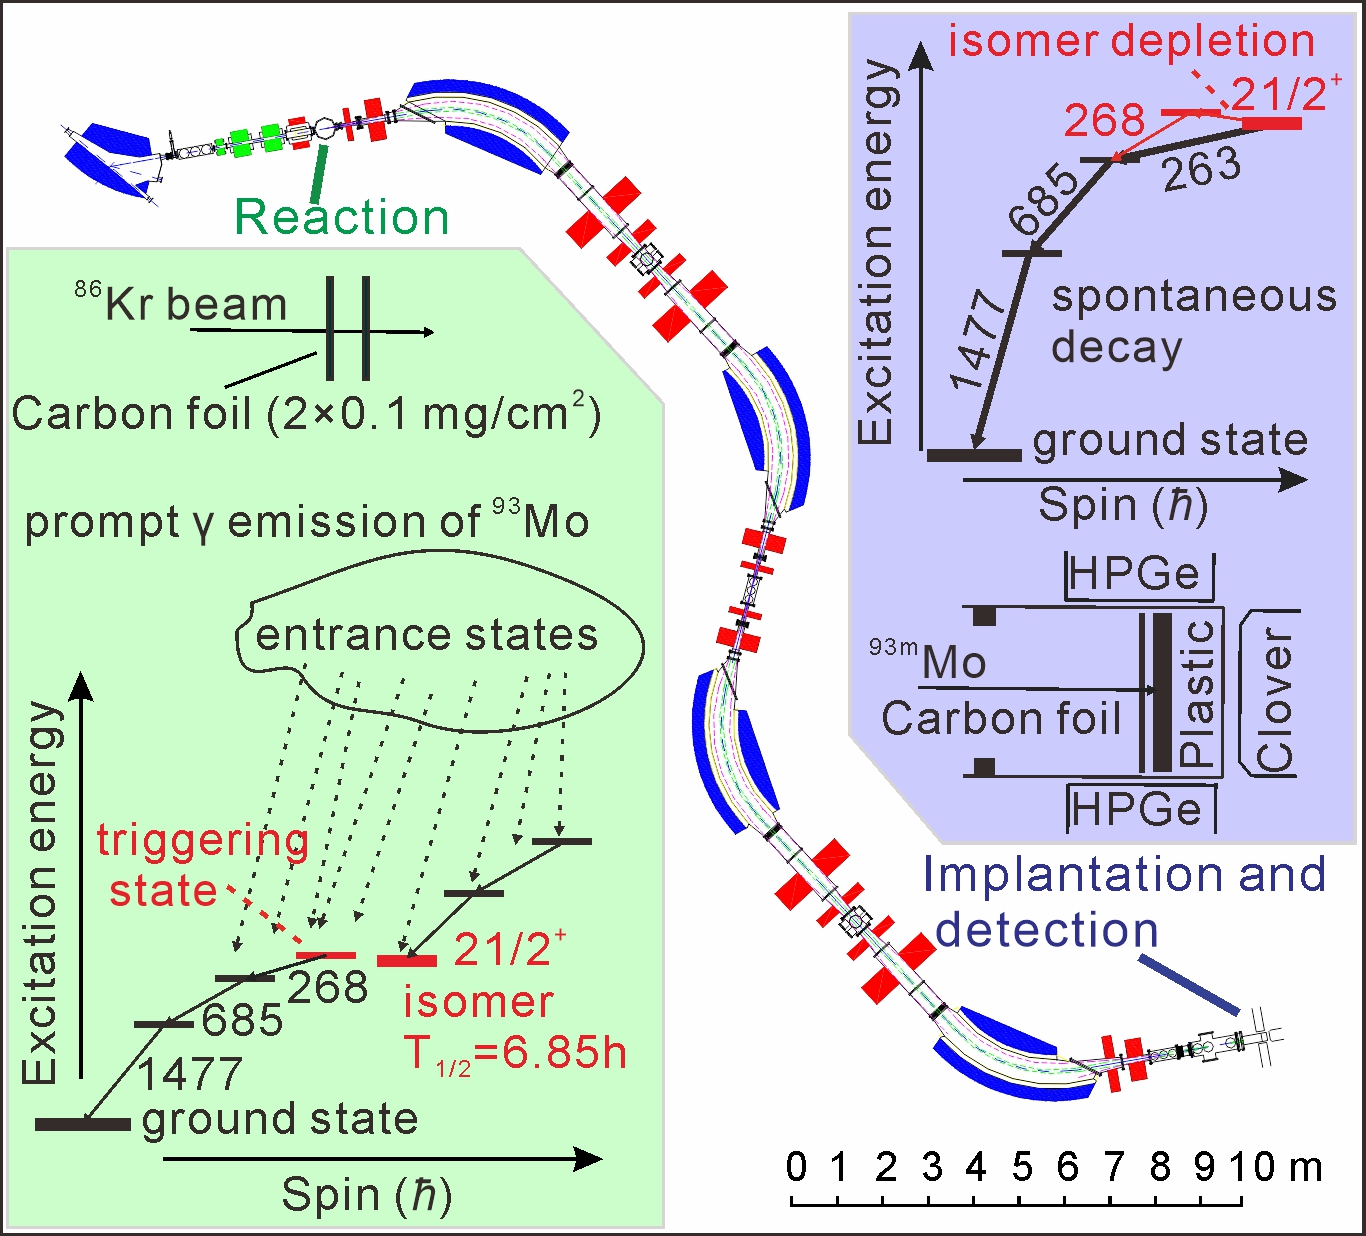 Reaction
⁸⁶Kr beam
Carbon foil (2×0.1 mg/cm²)
prompt γ emission of ⁹³Mo
entrance states
Excitation energy
triggering
state
21/2⁺
isomer
T₁/₂=6.85h
268
685
1477
ground state
Spin (ℏ)
isomer depletion
21/2⁺
268
263
685
1477
Excitation energy
spontaneous
decay
ground state
Spin (ℏ)
HPGe
⁹³ᵐMo
Carbon foil
Plastic
Clover
HPGe
Implantation and
detection
0 1 2 3 4 5 6 7 8 9 10 m